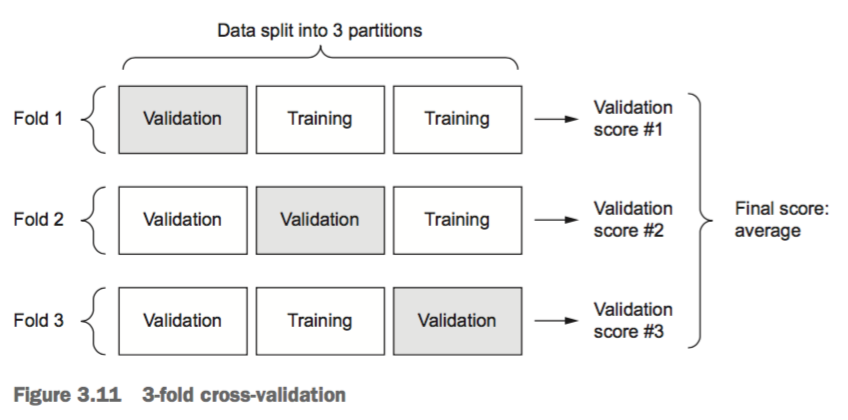 Data split into 3 partitions
Fold 1
Validation
Training
Training
Validation
score #1
Fold 2
Validation
Validation
Training
Validation
score #2
Final score:
average
Fold 3
Validation
Training
Validation
Validation
score #3
Figure 3.11 3-fold cross-validation